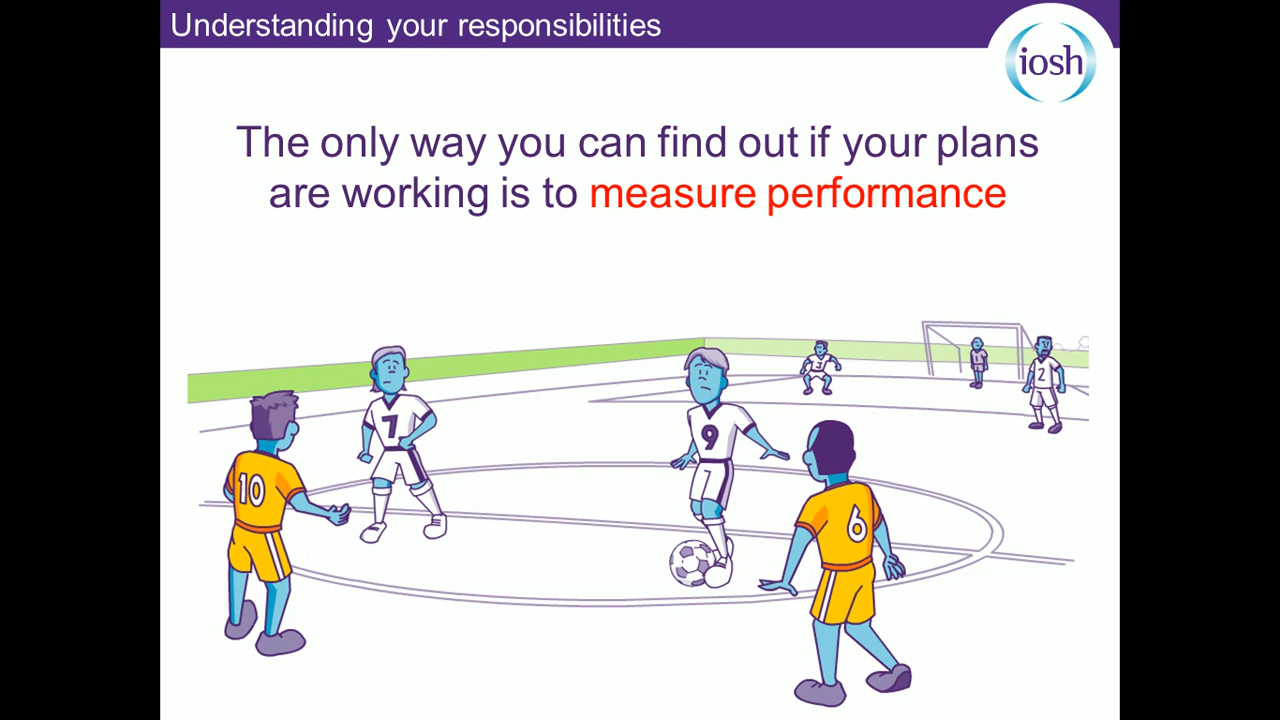 Understanding your responsibilities
iosh
The only way you can find out if your plans
are working is to measure performance
7
9
3
2
10
6